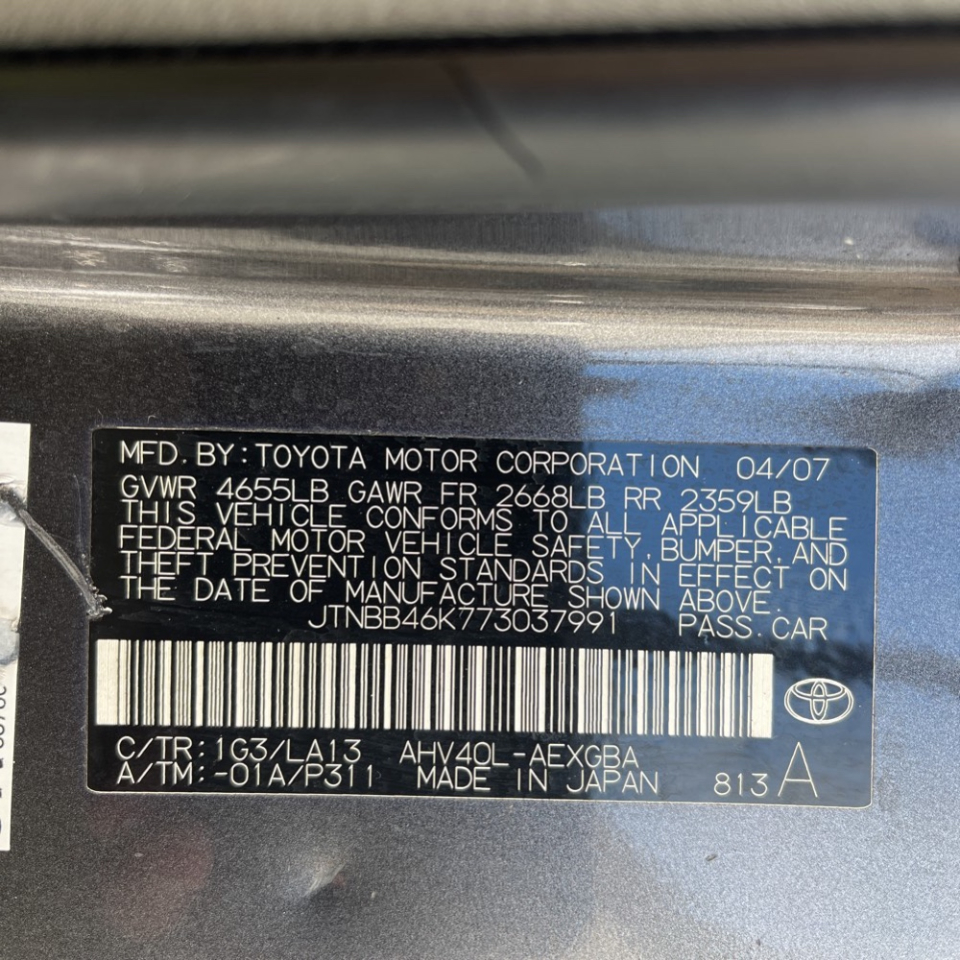 MFD. BY: TOYOTA MOTOR CORPORATION 04/07
GVWR 4655LB GAWR FR 2668LB RR 2359LB
THIS VEHICLE CONFORMS TO ALL APPLICABLE
FEDERAL MOTOR VEHICLE SAFETY, BUMPER, AND
THEFT PREVENTION STANDARDS IN EFFECT ON
THE DATE OF MANUFACTURE SHOWN ABOVE.
JTNBB46K773037991 PASS. CAR
C/TR: 1G3/LA13 AHV40L-AEXGBA
A/TM: -01A/P311 MADE IN JAPAN 813 A